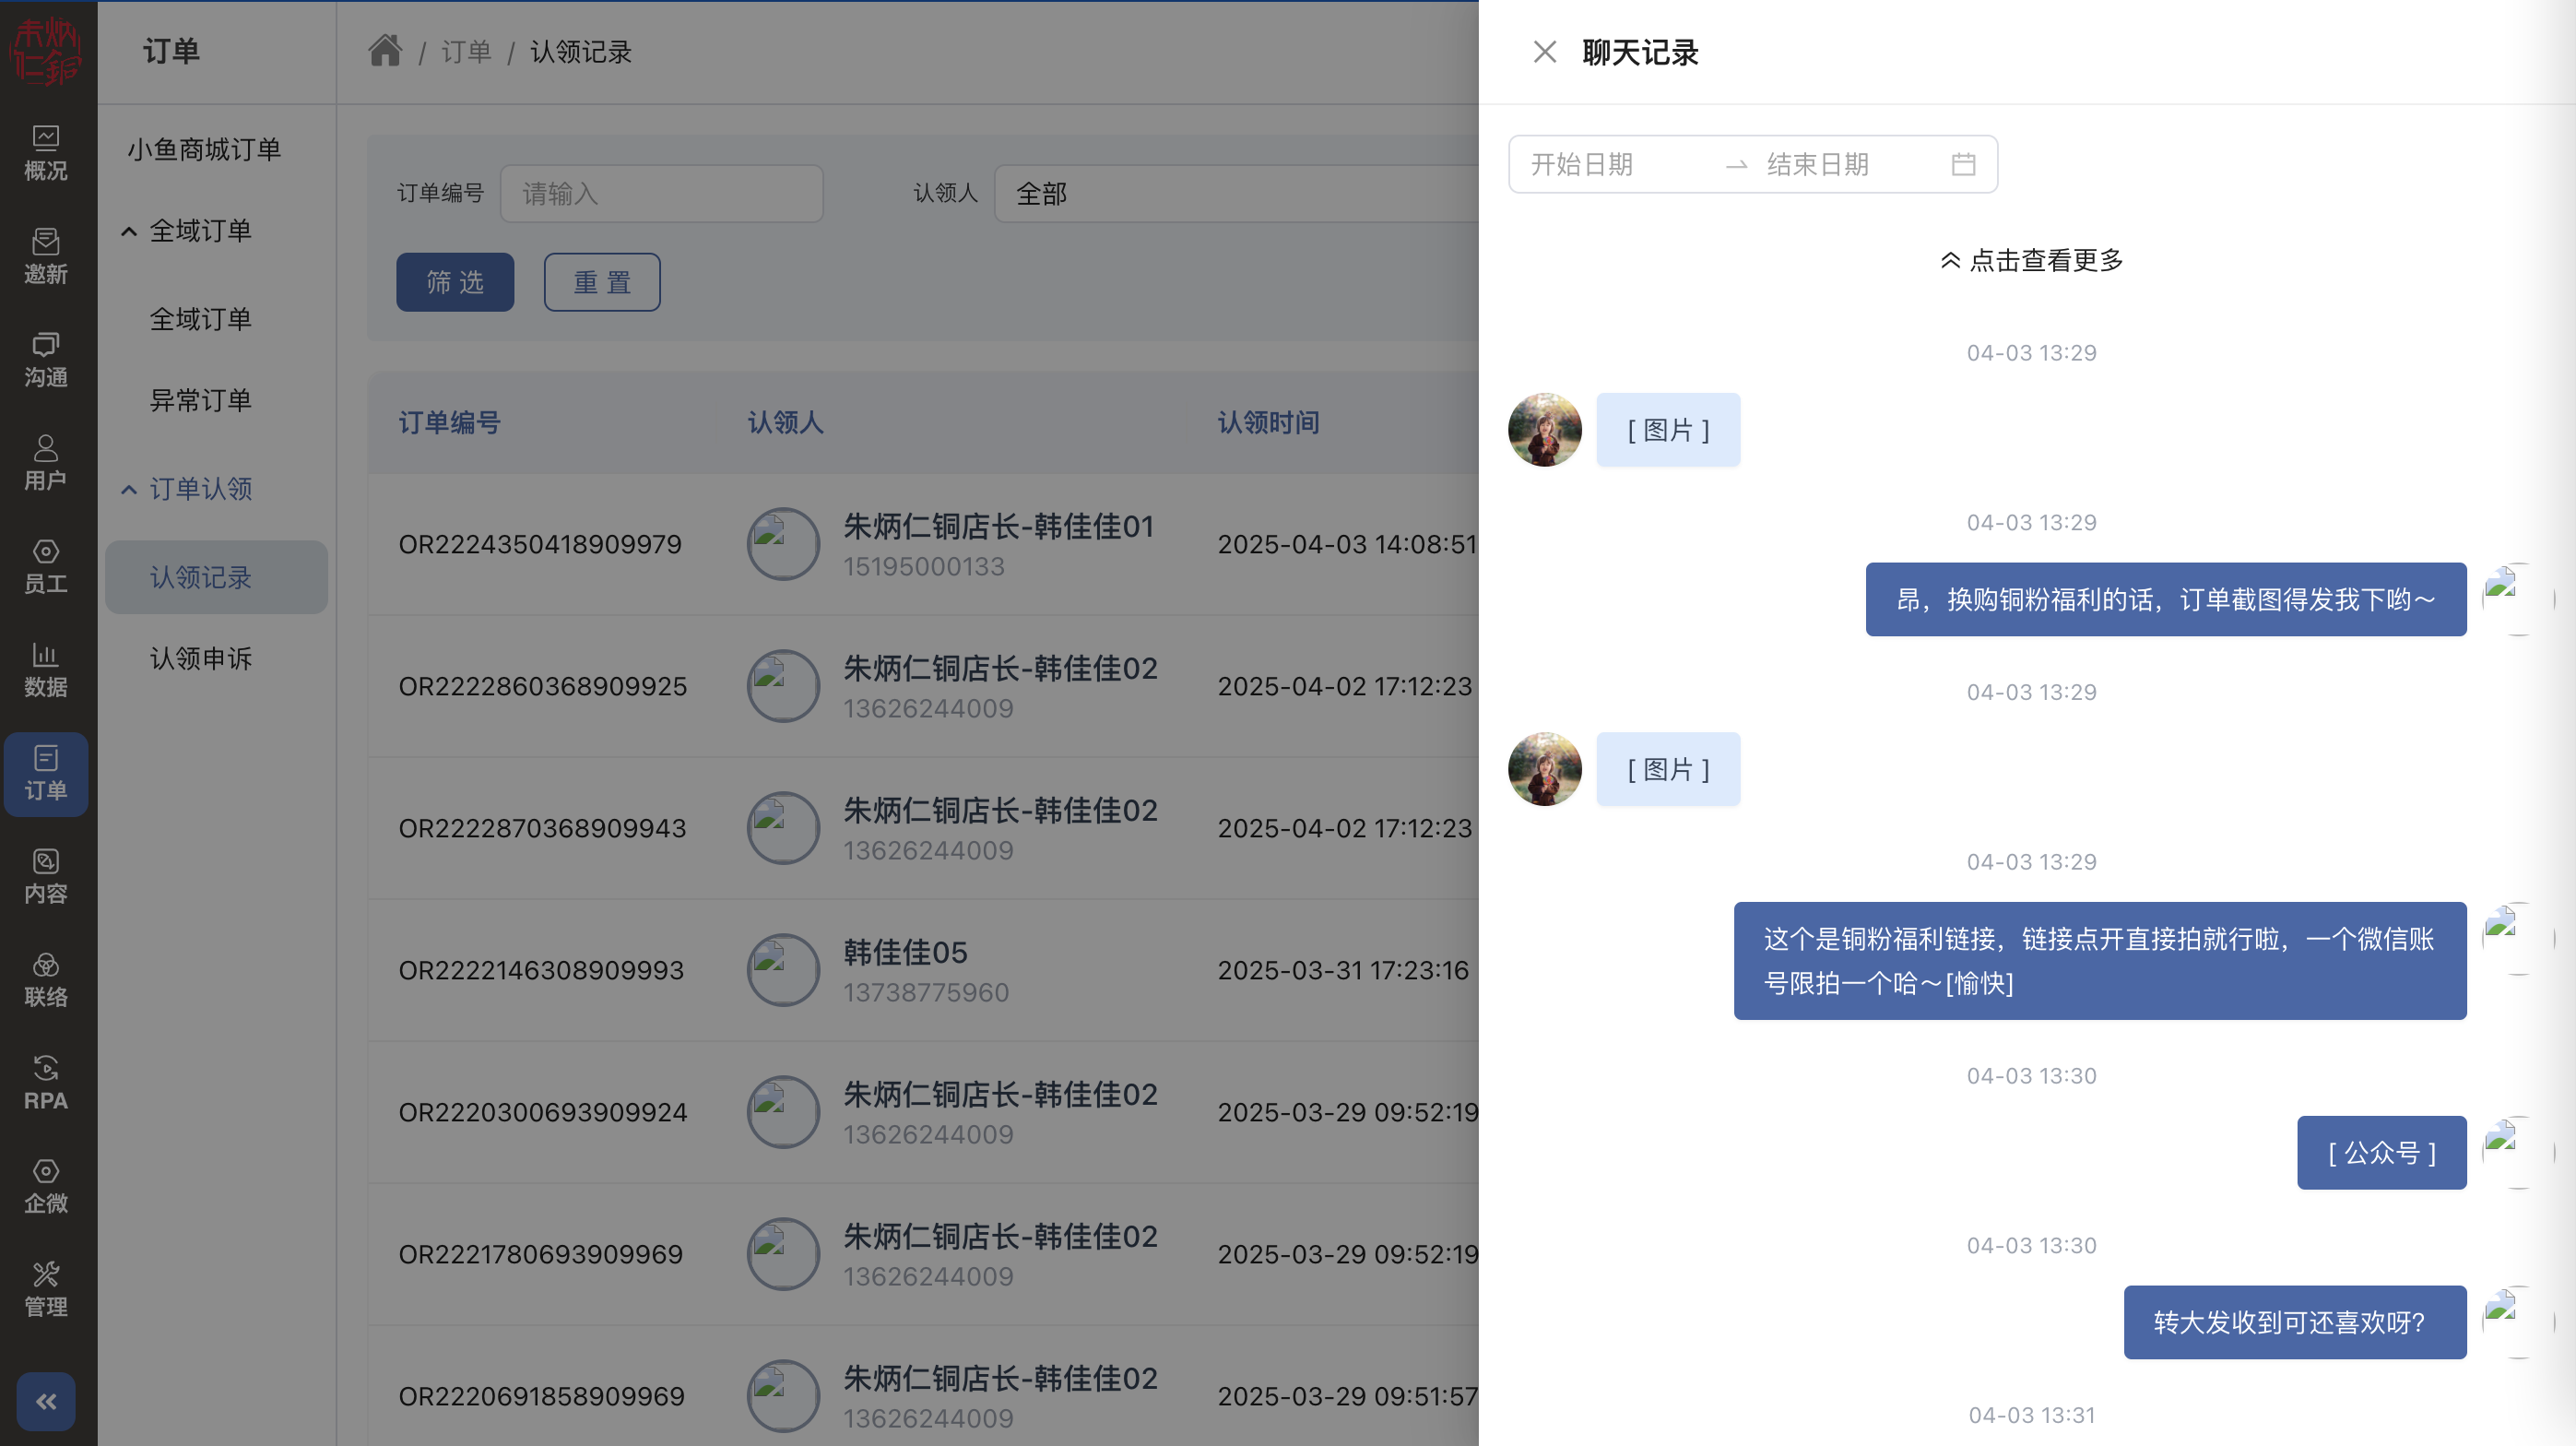 朱炳
仁銅
概况
邀新
沟通
用户
员工
数据
订单
内容
联络
RPA
企微
管理
订单
小鱼商城订单
全域订单
全域订单
异常订单
订单认领
认领记录
认领申诉
/ 订单 / 认领记录
订单编号 请输入 认领人 全部
筛 选 重 置
订单编号 认领人 认领时间
OR2224350418909979 朱炳仁铜店长-韩佳佳01 2025-04-03 14:08:51
15195000133
OR2222860368909925 朱炳仁铜店长-韩佳佳02 2025-04-02 17:12:23
13626244009
OR2222870368909943 朱炳仁铜店长-韩佳佳02 2025-04-02 17:12:23
13626244009
OR2222146308909993 韩佳佳05 2025-03-31 17:23:16
13738775960
OR2220300693909924 朱炳仁铜店长-韩佳佳02 2025-03-29 09:52:19
13626244009
OR2221780693909969 朱炳仁铜店长-韩佳佳02 2025-03-29 09:52:19
13626244009
OR2220691858909969 朱炳仁铜店长-韩佳佳02 2025-03-29 09:51:57
13626244009
聊天记录
开始日期 结束日期
点击查看更多
04-03 13:29
[ 图片 ]
04-03 13:29
昂，换购铜粉福利的话，订单截图得发我下哟～
04-03 13:29
[ 图片 ]
04-03 13:29
这个是铜粉福利链接，链接点开直接拍就行啦，一个微信账
号限拍一个哈～[愉快]
04-03 13:30
[ 公众号 ]
04-03 13:30
转大发收到可还喜欢呀?
04-03 13:31